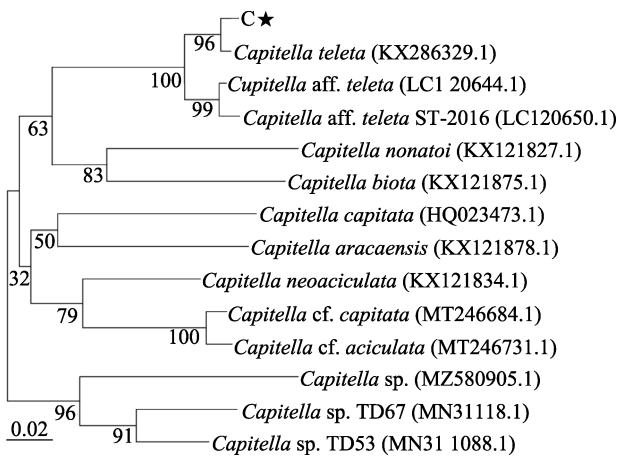 C★
96
Capitella teleta (KX286329.1)
100
Cupitella aff. teleta (LC1 20644.1)
99
Capitella aff. teleta ST-2016 (LC120650.1)
63
Capitella nonatoi (KX121827.1)
83
Capitella biota (KX121875.1)
Capitella capitata (HQ023473.1)
50
Capitella aracaensis (KX121878.1)
32
Capitella neoaciculata (KX121834.1)
79
Capitella cf. capitata (MT246684.1)
100
Capitella cf. aciculata (MT246731.1)
Capitella sp. (MZ580905.1)
96
Capitella sp. TD67 (MN31118.1)
0.02
91
Capitella sp. TD53 (MN31 1088.1)